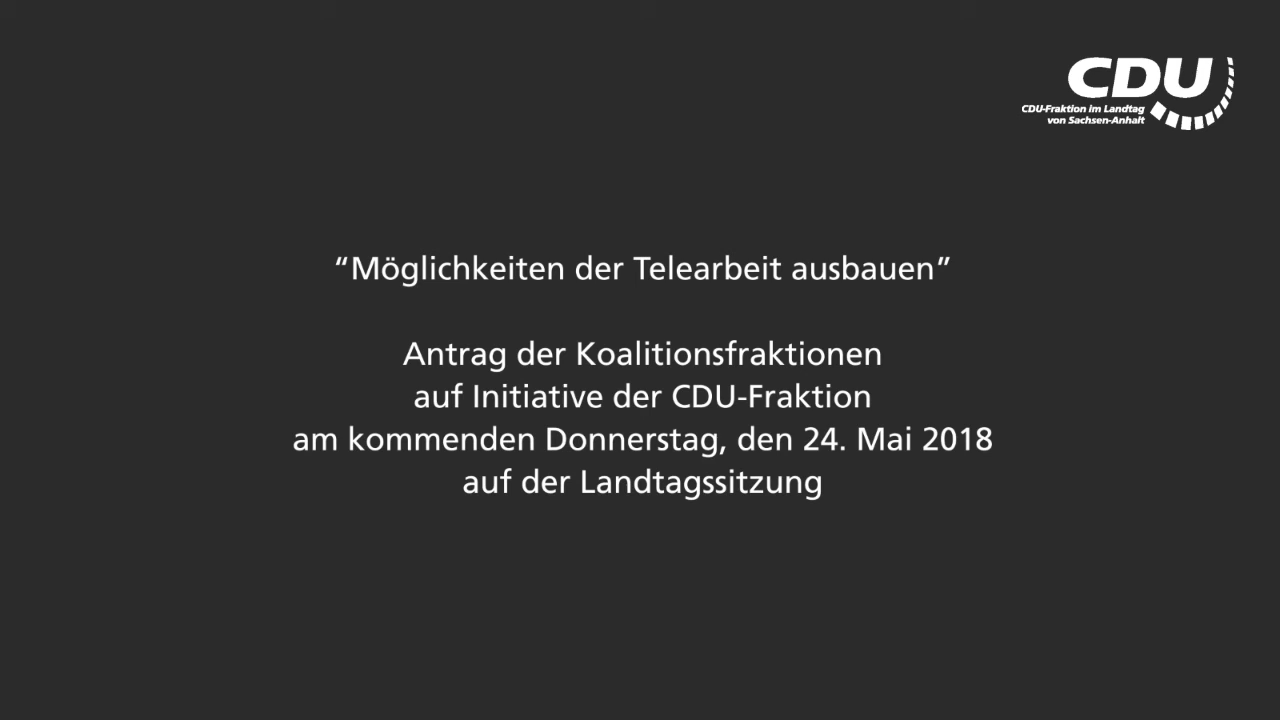 CDU
CDU-Fraktion im Landtag
von Sachsen-Anhalt
“Möglichkeiten der Telearbeit ausbauen”
Antrag der Koalitionsfraktionen
auf Initiative der CDU-Fraktion
am kommenden Donnerstag, den 24. Mai 2018
auf der Landtagssitzung